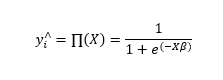 y_i^ = ∏(X) = 1 / (1 + e^(−Xβ))